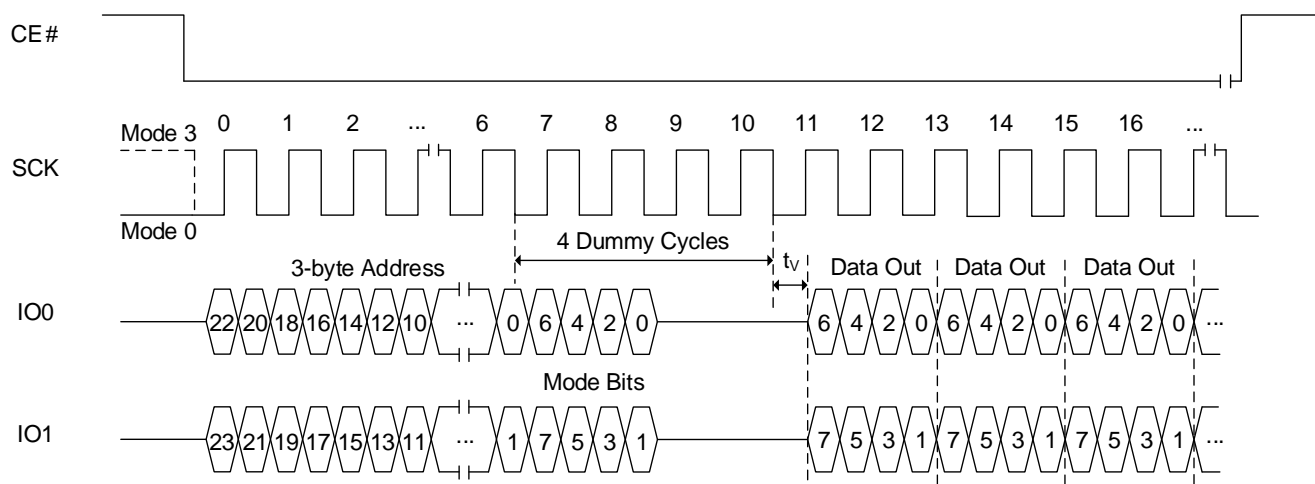 CE#
0 1 2 ... 6 7 8 9 10 11 12 13 14 15 16 ...
Mode 3
SCK
Mode 0
4 Dummy Cycles
3-byte Address tV Data Out Data Out Data Out
IO0 22 20 18 16 14 12 10 ... 0 6 4 2 0 6 4 2 0 6 4 2 0 6 4 2 0 ...
Mode Bits
IO1 23 21 19 17 15 13 11 ... 1 7 5 3 1 7 5 3 1 7 5 3 1 7 5 3 1 ...